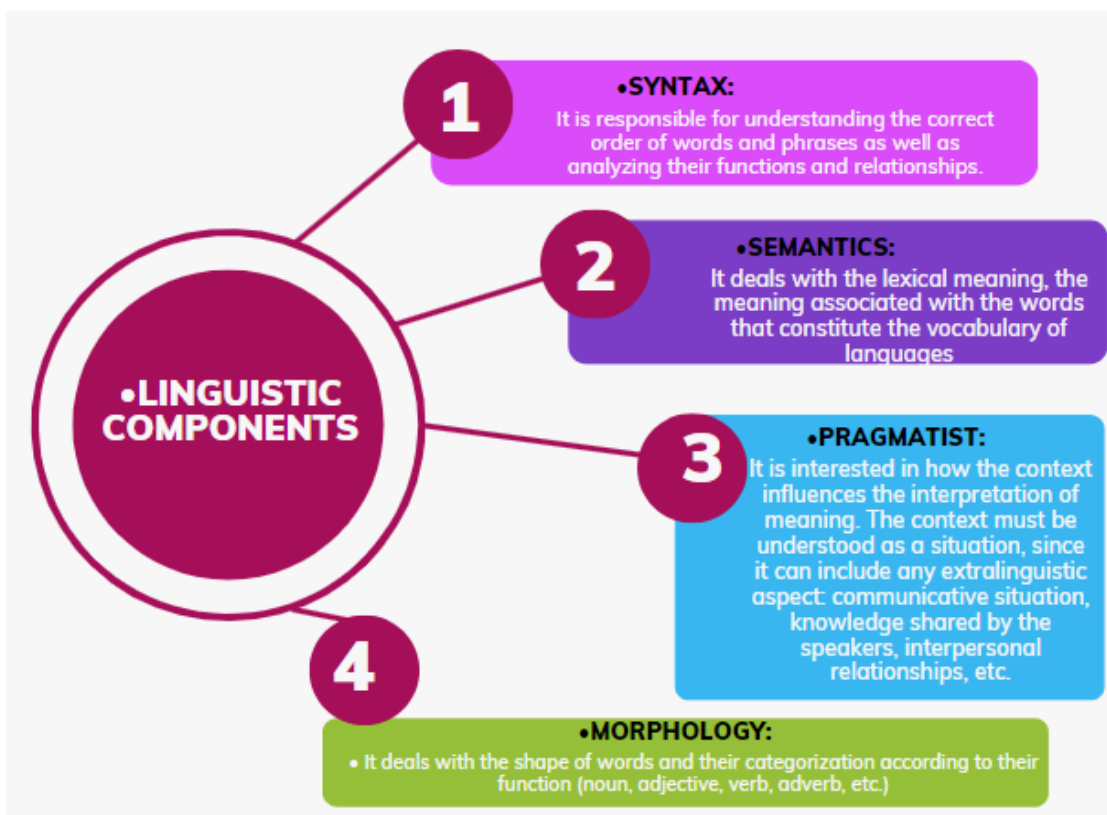 •LINGUISTIC
COMPONENTS
1
•SYNTAX:
It is responsible for understanding the correct
order of words and phrases as well as
analyzing their functions and relationships.
2
•SEMANTICS:
It deals with the lexical meaning, the
meaning associated with the words
that constitute the vocabulary of
languages
3
•PRAGMATIST:
It is interested in how the context
influences the interpretation of
meaning. The context must be
understood as a situation, since
it can include any extralinguistic
aspect: communicative situation,
knowledge shared by the
speakers, interpersonal
relationships, etc.
4
•MORPHOLOGY:
• It deals with the shape of words and their categorization according to their
function (noun, adjective, verb, adverb, etc.)